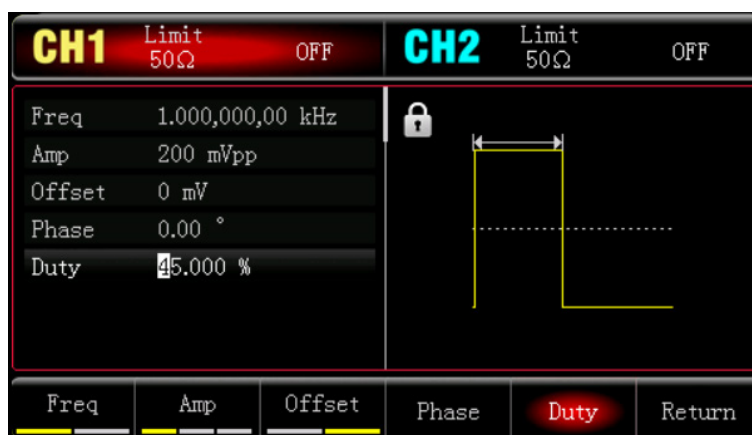 CH1 Limit 50Ω OFF CH2 Limit 50Ω OFF
Freq 1.000,000,00 kHz
Amp 200 mVpp
Offset 0 mV
Phase 0.00 °
Duty 45.000 %
Freq Amp Offset Phase Duty Return